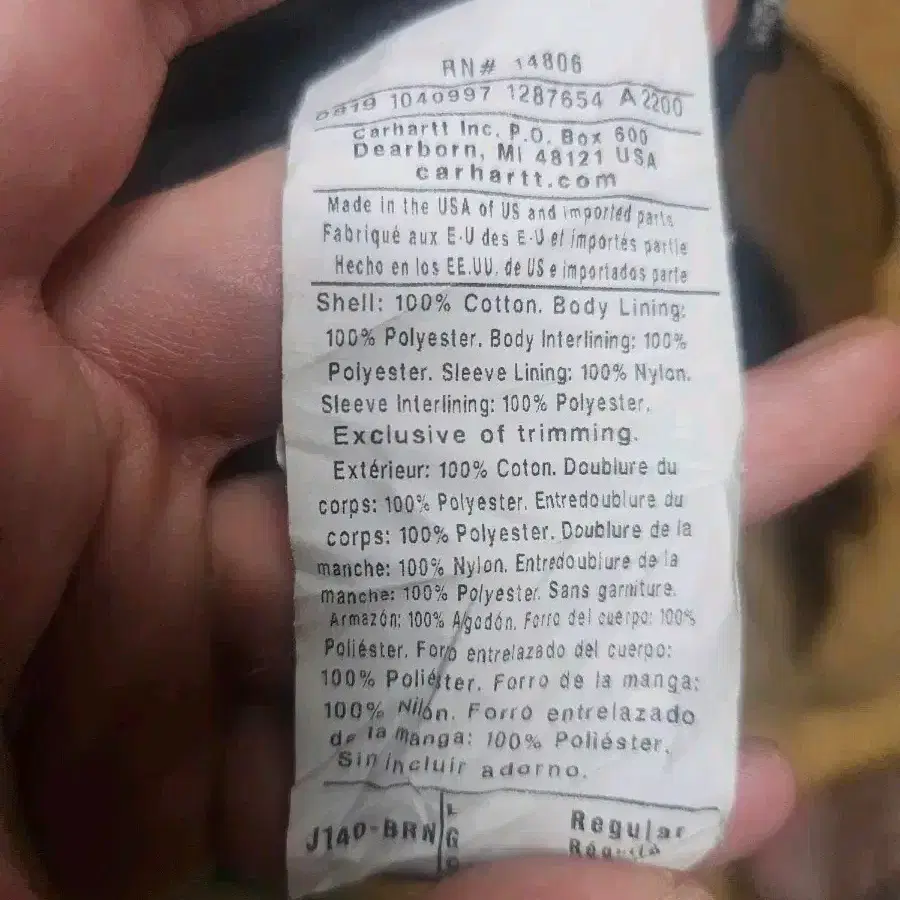 RN# 14806
0819 1040997 1287654 A2200
Carhartt Inc. P.O. Box 600
Dearborn, MI 48121 USA
carhartt.com
Made in the USA of US and imported parts
Fabriqué aux E-U des E-U et importés partie
Hecho en los EE.UU. de US e importados parte
Shell: 100% Cotton. Body Lining:
100% Polyester. Body Interlining: 100%
Polyester. Sleeve Lining: 100% Nylon.
Sleeve Interlining: 100% Polyester.
Exclusive of trimming.
Extérieur: 100% Coton. Doublure du
corps: 100% Polyester. Entredoublure du
corps: 100% Polyester. Doublure de la
manche: 100% Nylon. Entredoublure de la
manche: 100% Polyester. Sans garniture.
Armazón: 100% Algodón. Forro del cuerpo: 100%
Poliéster. Forro entrelazado del cuerpo:
100% Poliéster. Forro de la manga:
100% Nilón. Forro entrelazado
de la manga: 100% Poliéster.
Sin incluir adorno.
J140-BRN LG Regular